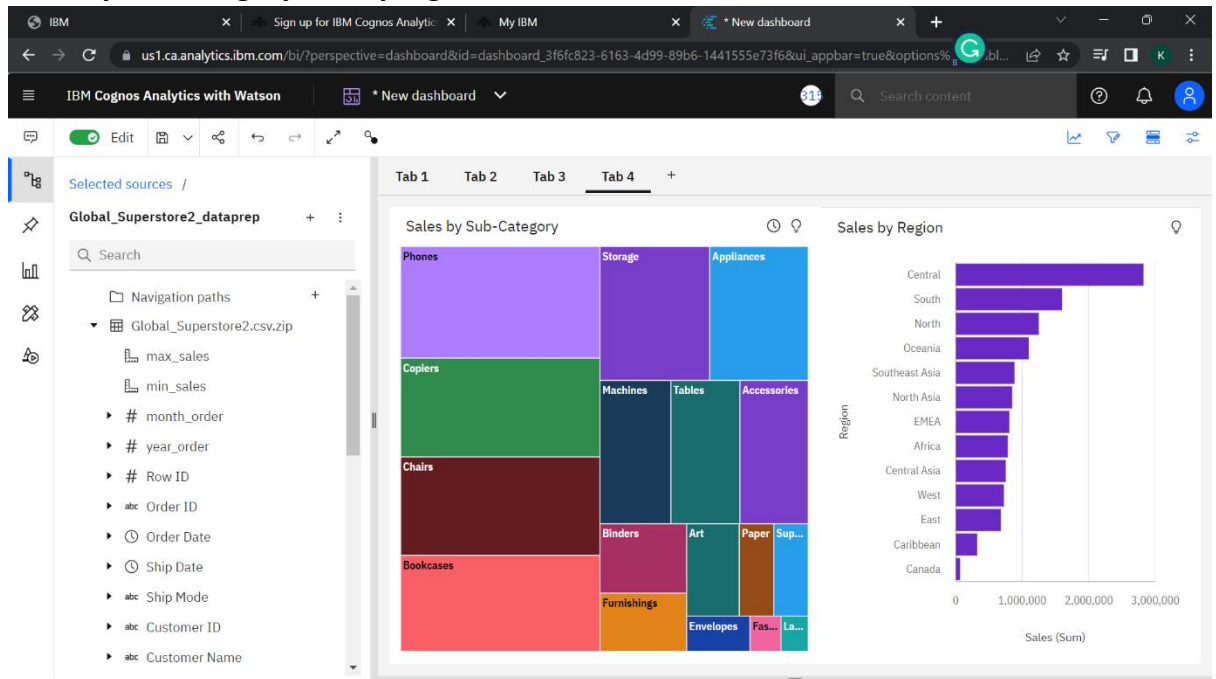 IBM
Sign up for IBM Cognos Analytic
My IBM
* New dashboard
us1.ca.analytics.ibm.com/bi/?perspective=dashboard&id=dashboard_3f6fc823-6163-4d99-89b6-1441555e73f6&ui_appbar=true&options%
G
K
IBM Cognos Analytics with Watson
* New dashboard
Search content
Edit
Selected sources /
Global_Superstore2_dataprep
Search
Navigation paths
Global_Superstore2.csv.zip
max_sales
min_sales
# month_order
# year_order
# Row ID
abc Order ID
Order Date
Ship Date
abc Ship Mode
abc Customer ID
abc Customer Name
Tab 1 Tab 2 Tab 3 Tab 4 +
Sales by Sub-Category
Phones
Storage
Appliances
Copiers
Machines
Tables
Accessories
Chairs
Binders
Art
Paper
Sup...
Bookcases
Furnishings
Envelopes
Fas...
La...
Sales by Region
Region
Central
South
North
Oceania
Southeast Asia
North Asia
EMEA
Africa
Central Asia
West
East
Caribbean
Canada
0 1,000,000 2,000,000 3,000,000
Sales (Sum)